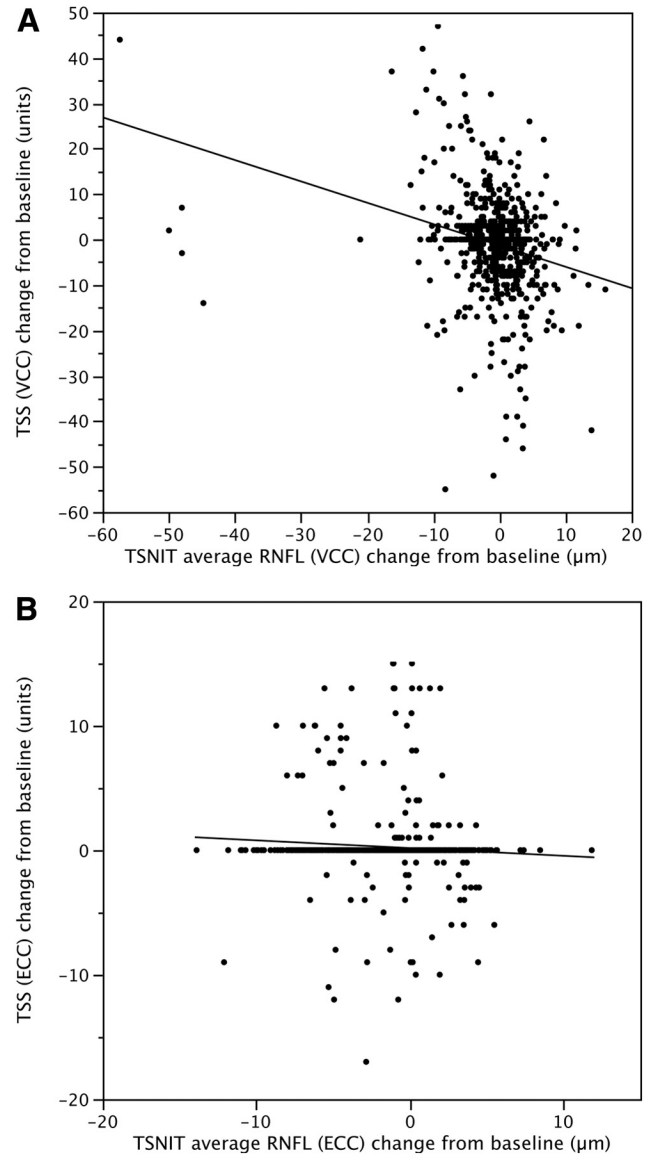 A
50
40
30
20
10
0
−10
−20
−30
−40
−50
−60
TSS (VCC) change from baseline (units)
−60 −50 −40 −30 −20 −10 0 10 20
TSNIT average RNFL (VCC) change from baseline (μm)
B
20
10
0
−10
−20
TSS (ECC) change from baseline (units)
−20 −10 0 10
TSNIT average RNFL (ECC) change from baseline (μm)